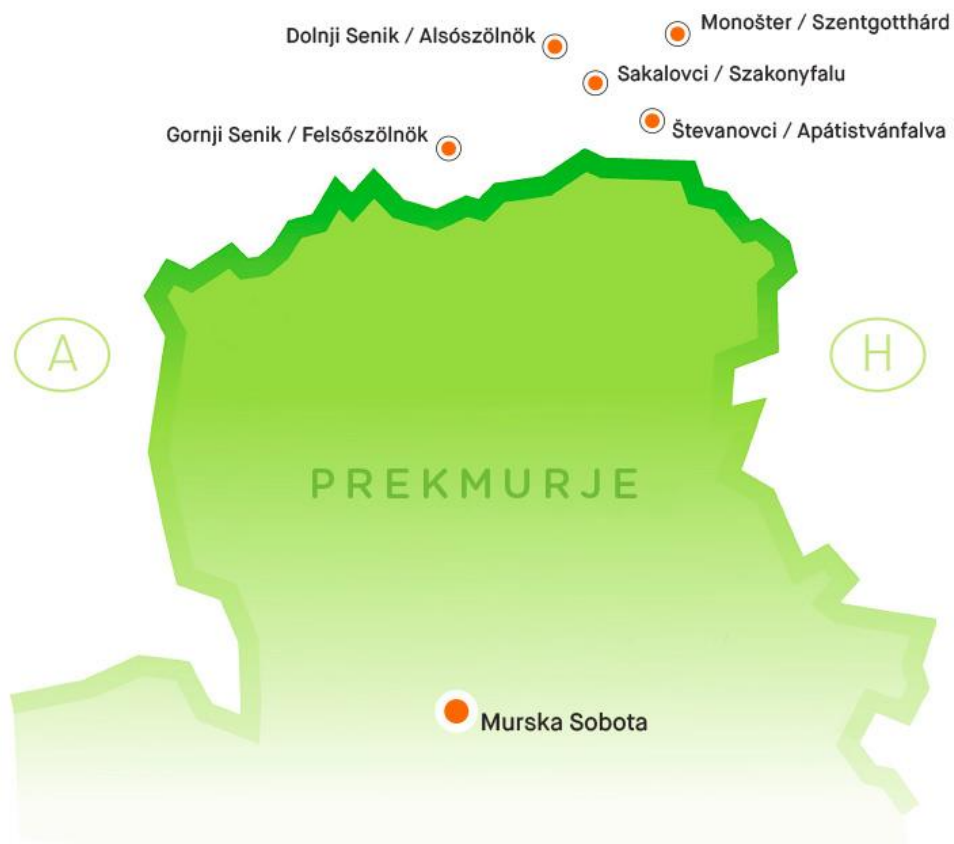 Monošter / Szentgotthárd
Dolnji Senik / Alsószölnök
Sakalovci / Szakonyfalu
Števanovci / Apátistvánfalva
Gornji Senik / Felsőszölnök
A
H
PREKMURJE
Murska Sobota